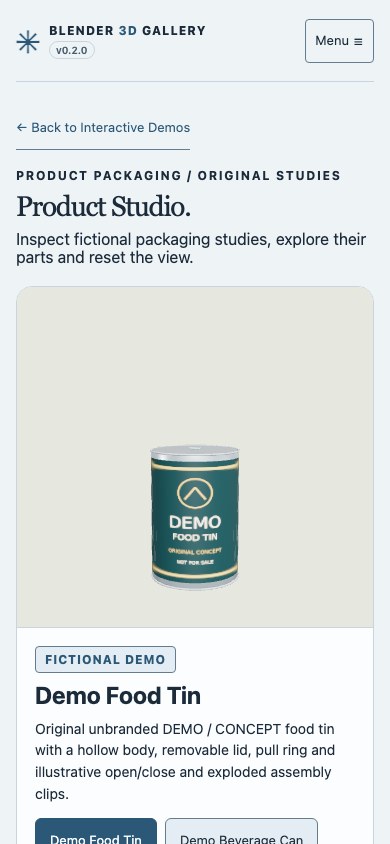 BLENDER 3D GALLERY
v0.2.0
Menu ≡
← Back to Interactive Demos
PRODUCT PACKAGING / ORIGINAL STUDIES
Product Studio.
Inspect fictional packaging studies, explore their
parts and reset the view.
DEMO
FOOD TIN
ORIGINAL CONCEPT
NOT FOR SALE
FICTIONAL DEMO
Demo Food Tin
Original unbranded DEMO / CONCEPT food tin
with a hollow body, removable lid, pull ring and
illustrative open/close and exploded assembly
clips.
Demo Food Tin
Demo Beverage Can